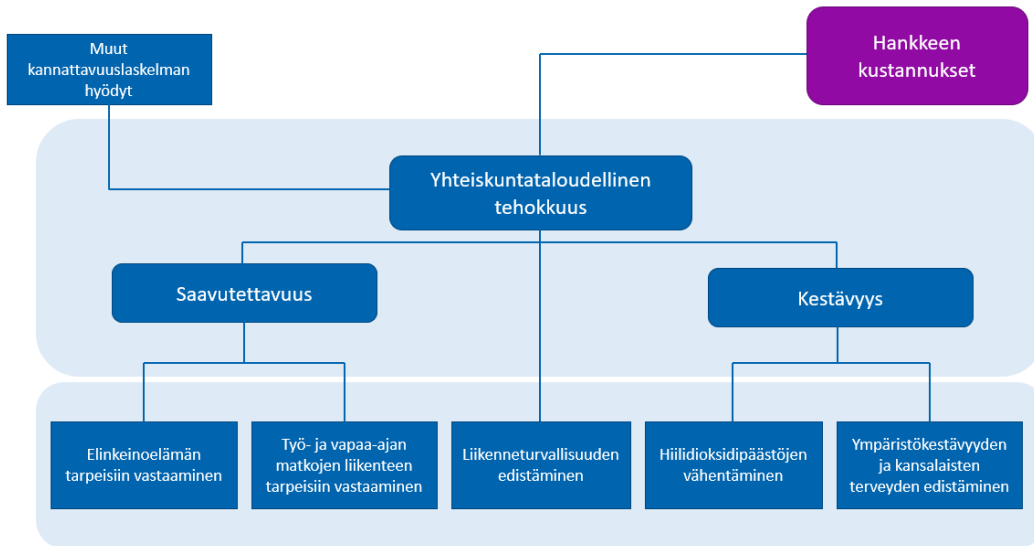 Muut
kannattavuuslaskelman
hyödyt
Hankkeen
kustannukset
Yhteiskuntataloudellinen
tehokkuus
Saavutettavuus
Kestävyys
Elinkeinoelämän
tarpeisiin vastaaminen
Työ- ja vapaa-ajan
matkojen liikenteen
tarpeisiin vastaaminen
Liikenneturvallisuuden
edistäminen
Hiilidioksidipäästöjen
vähentäminen
Ympäristökestävyyden
ja kansalaisten
terveyden edistäminen